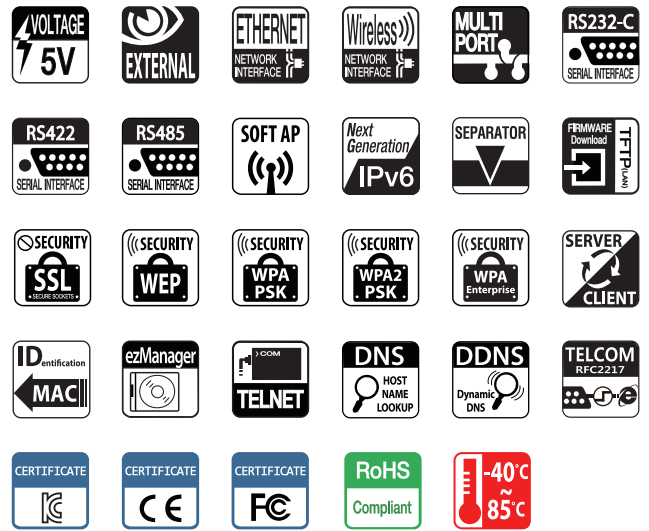 VOLTAGE
5V
EXTERNAL
ETHERNET
NETWORK
INTERFACE
Wireless
NETWORK
INTERFACE
MULTI
PORT
RS232-C
SERIAL INTERFACE
RS422
SERIAL INTERFACE
RS485
SERIAL INTERFACE
SOFT AP
Next
Generation
IPv6
SEPARATOR
FIRMWARE
Download
TFTP(LAN)
SECURITY
SSL
• SECURE SOCKETS •
SECURITY
WEP
SECURITY
WPA
PSK
SECURITY
WPA2
PSK
SECURITY
WPA
Enterprise
SERVER
CLIENT
IDentification
MAC
ezManager
COM
TELNET
DNS
HOST
NAME
LOOKUP
DDNS
Dynamic
DNS
TELCOM
RFC2217
CERTIFICATE
CERTIFICATE
CE
CERTIFICATE
FC
RoHS
Compliant
-40°C
~
85°C